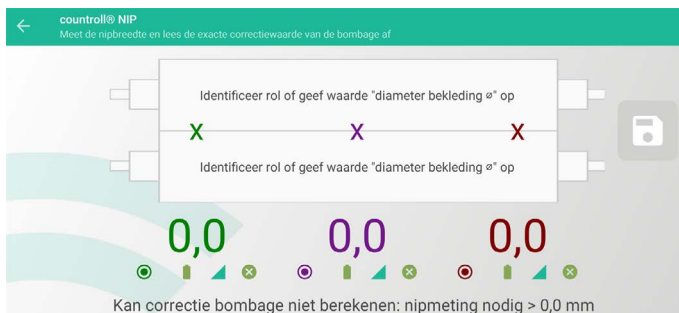 countroll® NIP
Meet de nipbreedte en lees de exacte correctiewaarde van de bombage af
Identificeer rol of geef waarde "diameter bekleding ⌀" op
X X X
Identificeer rol of geef waarde "diameter bekleding ⌀" op
0,0 0,0 0,0
Kan correctie bombage niet berekenen: nipmeting nodig > 0,0 mm